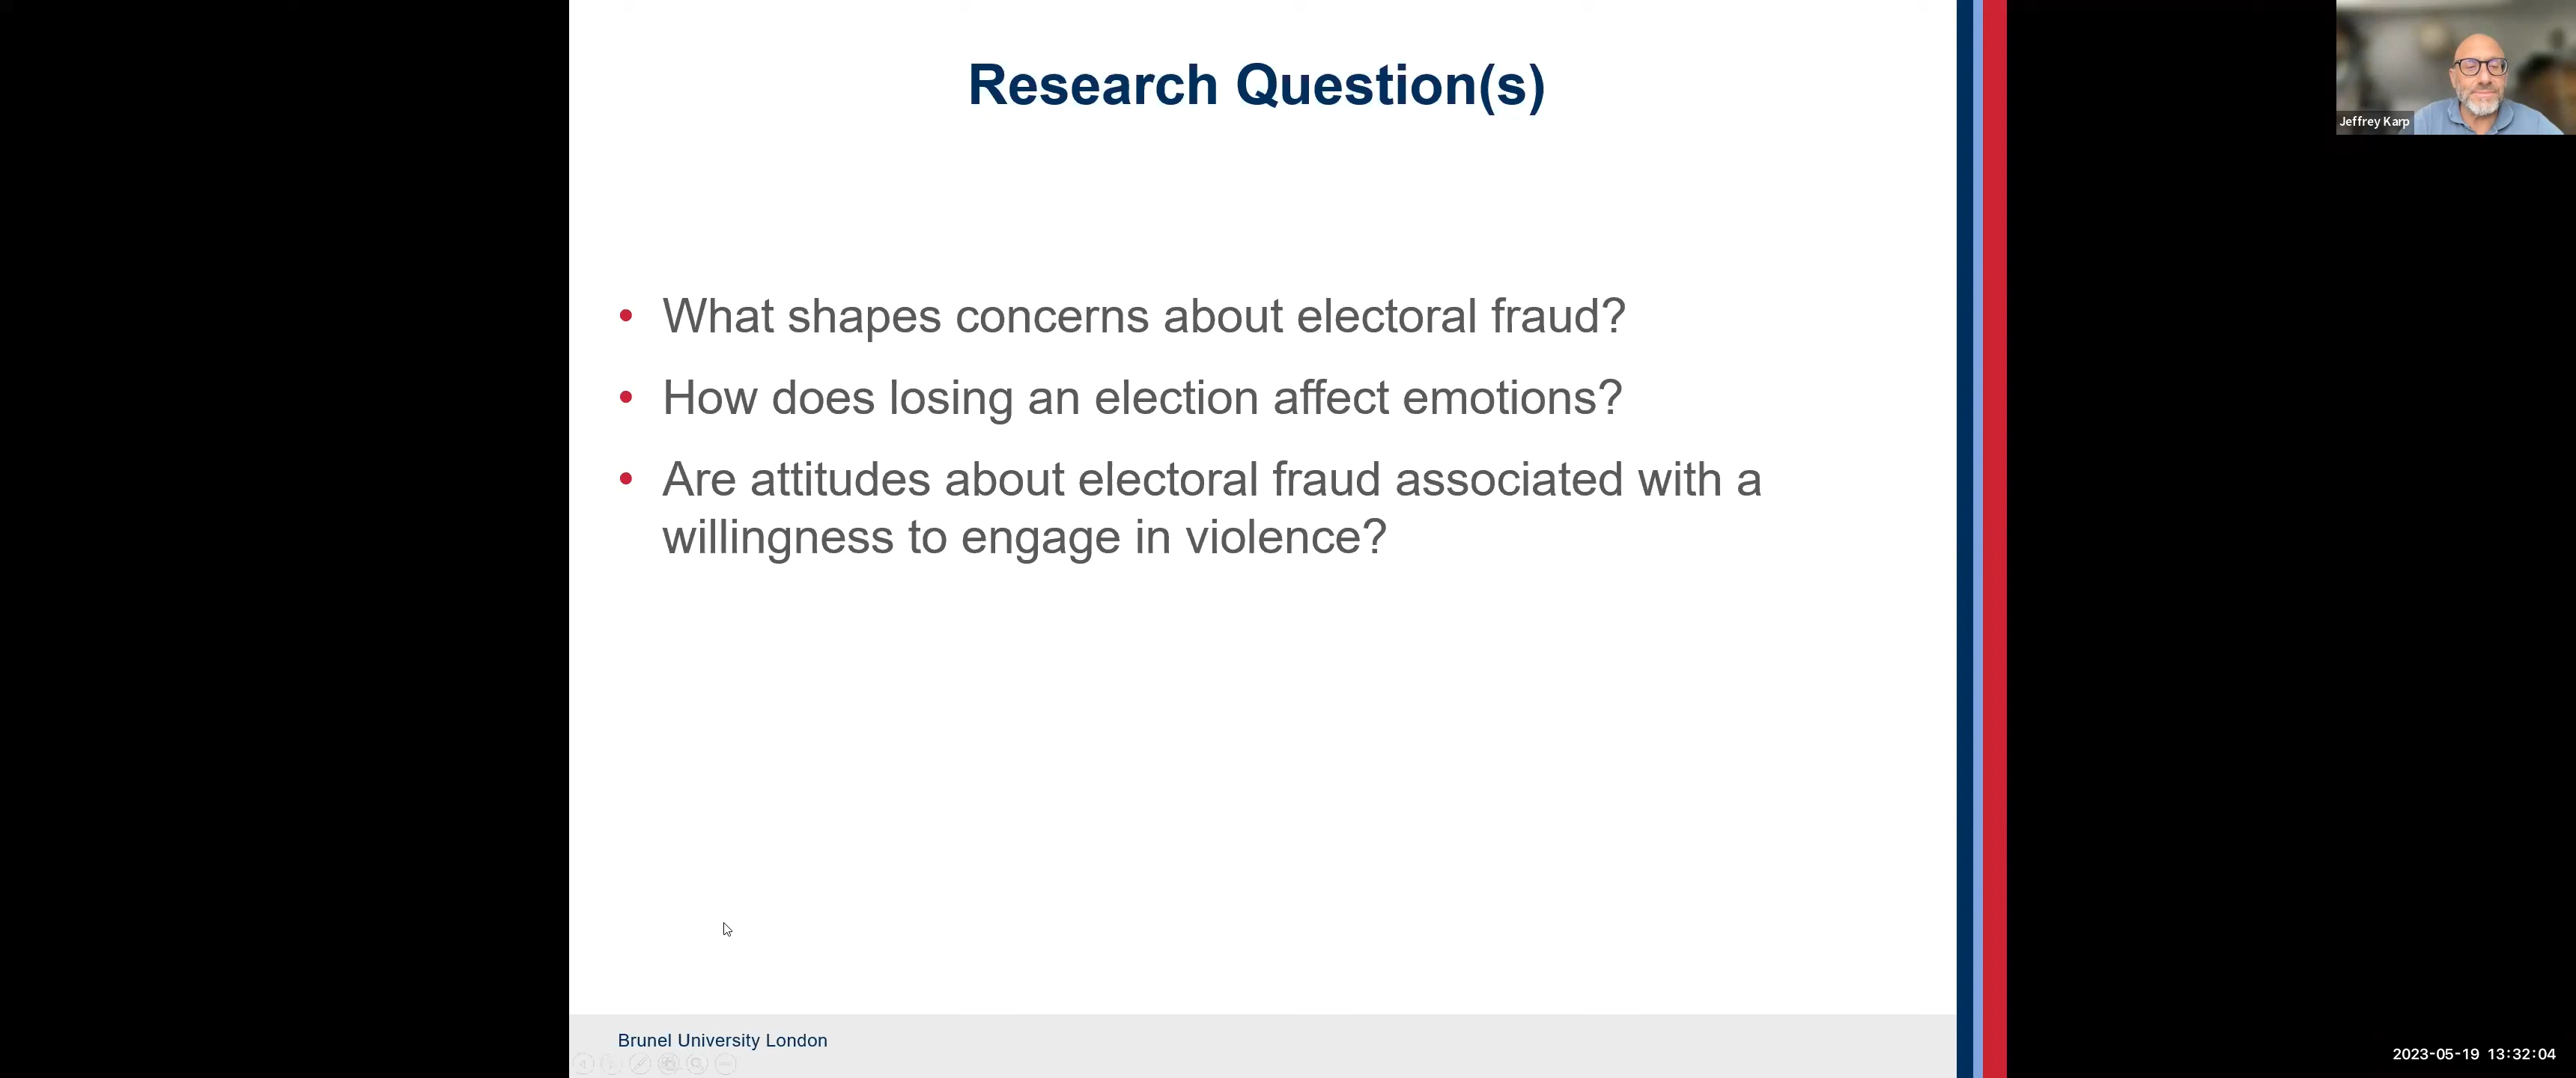 Research Question(s)
Jeffrey Karp
• What shapes concerns about electoral fraud?
• How does losing an election affect emotions?
• Are attitudes about electoral fraud associated with a
willingness to engage in violence?
Brunel University London
2023-05-19 13:32:04